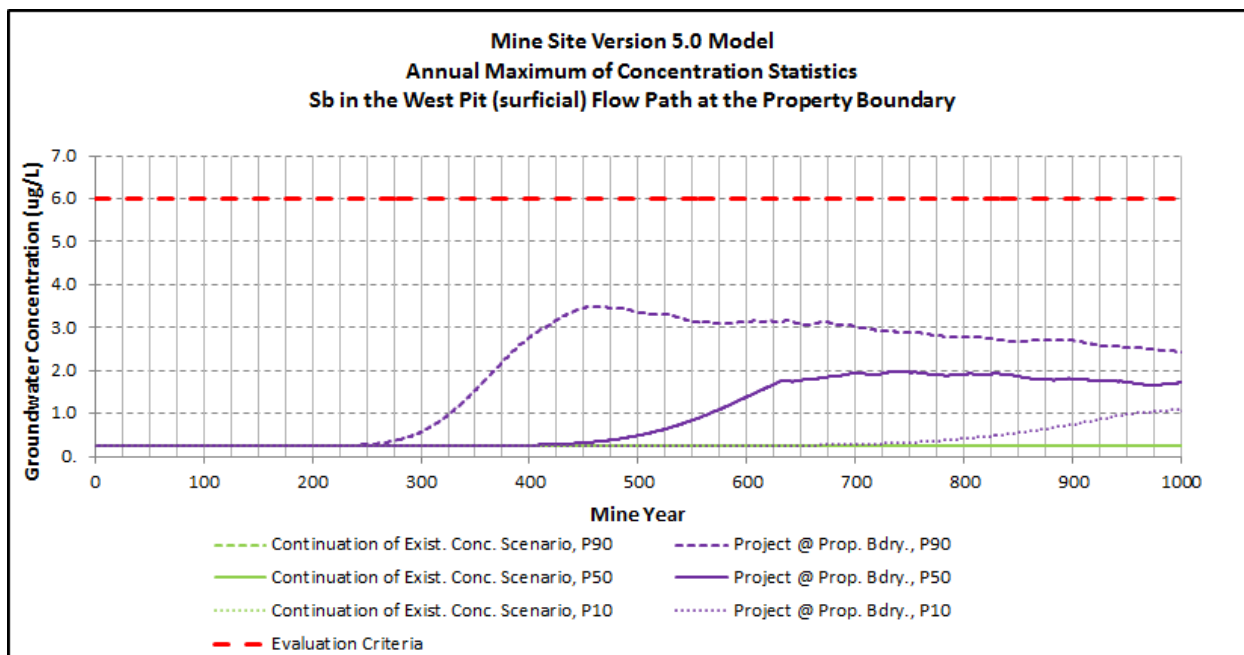 Mine Site Version 5.0 Model
Annual Maximum of Concentration Statistics
Sb in the West Pit (surficial) Flow Path at the Property Boundary
Groundwater Concentration (ug/L)
7.0
6.0
5.0
4.0
3.0
2.0
1.0
0.
0 100 200 300 400 500 600 700 800 900 1000
Mine Year
Continuation of Exist. Conc. Scenario, P90 Project @ Prop. Bdry., P90
Continuation of Exist. Conc. Scenario, P50 Project @ Prop. Bdry., P50
Continuation of Exist. Conc. Scenario, P10 Project @ Prop. Bdry., P10
Evaluation Criteria